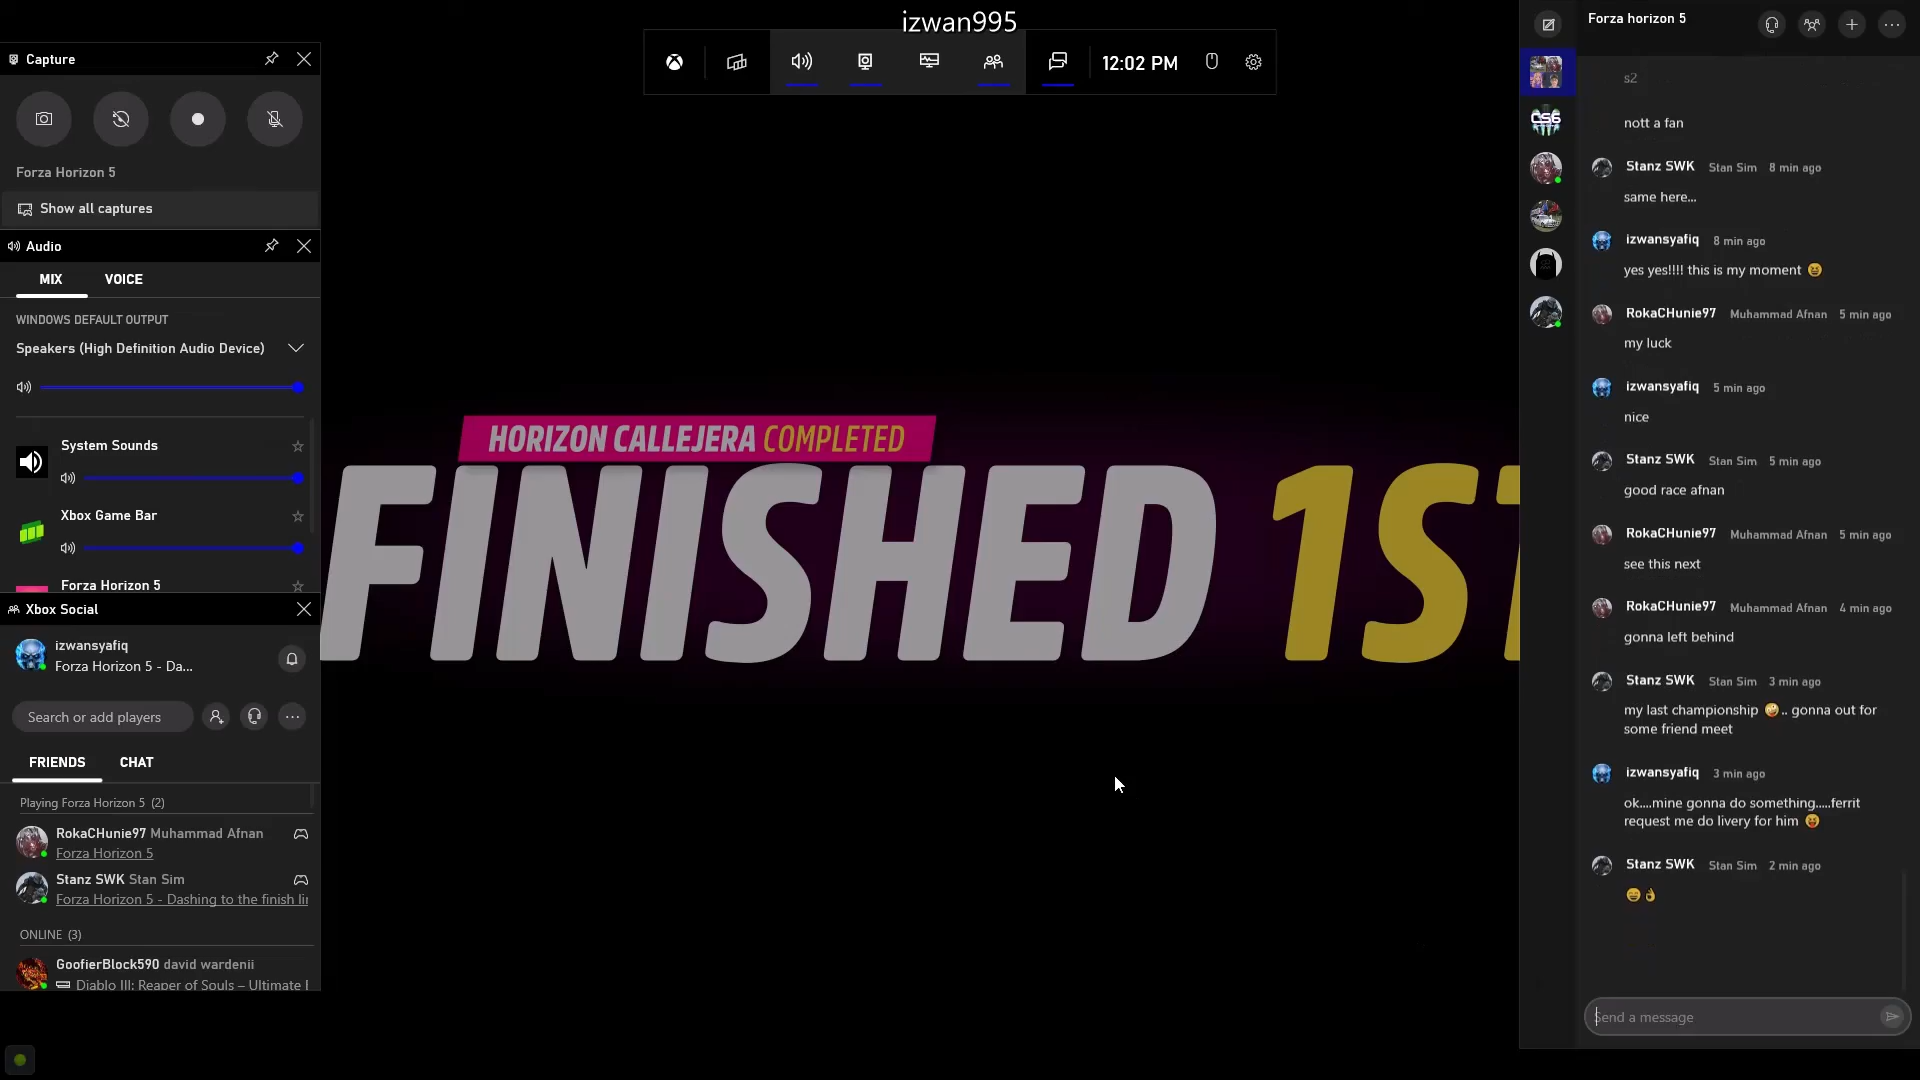 izwan995
12:02 PM
Capture
Forza Horizon 5
Show all captures
Audio
MIX
VOICE
WINDOWS DEFAULT OUTPUT
Speakers (High Definition Audio Device)
System Sounds
Xbox Game Bar
Forza Horizon 5
Xbox Social
izwansyafiq
Forza Horizon 5 - Da...
Search or add players
FRIENDS
CHAT
Playing Forza Horizon 5 (2)
RokaCHunie97 Muhammad Afnan
Forza Horizon 5
Stanz SWK Stan Sim
Forza Horizon 5 - Dashing to the finish li
ONLINE (3)
GoofierBlock590 david wardenii
Diablo III: Reaper of Souls – Ultimate
HORIZON CALLEJERA COMPLETED
FINISHED 1ST
Forza horizon 5
CS6
s2
nott a fan
Stanz SWK Stan Sim 8 min ago
same here...
izwansyafiq 8 min ago
yes yes!!!! this is my moment 😆
RokaCHunie97 Muhammad Afnan 5 min ago
my luck
izwansyafiq 5 min ago
nice
Stanz SWK Stan Sim 5 min ago
good race afnan
RokaCHunie97 Muhammad Afnan 5 min ago
see this next
RokaCHunie97 Muhammad Afnan 4 min ago
gonna left behind
Stanz SWK Stan Sim 3 min ago
my last championship 🤪.. gonna out for
some friend meet
izwansyafiq 3 min ago
ok....mine gonna do something.....ferrit
request me do livery for him 😝
Stanz SWK Stan Sim 2 min ago
😄👌
Send a message